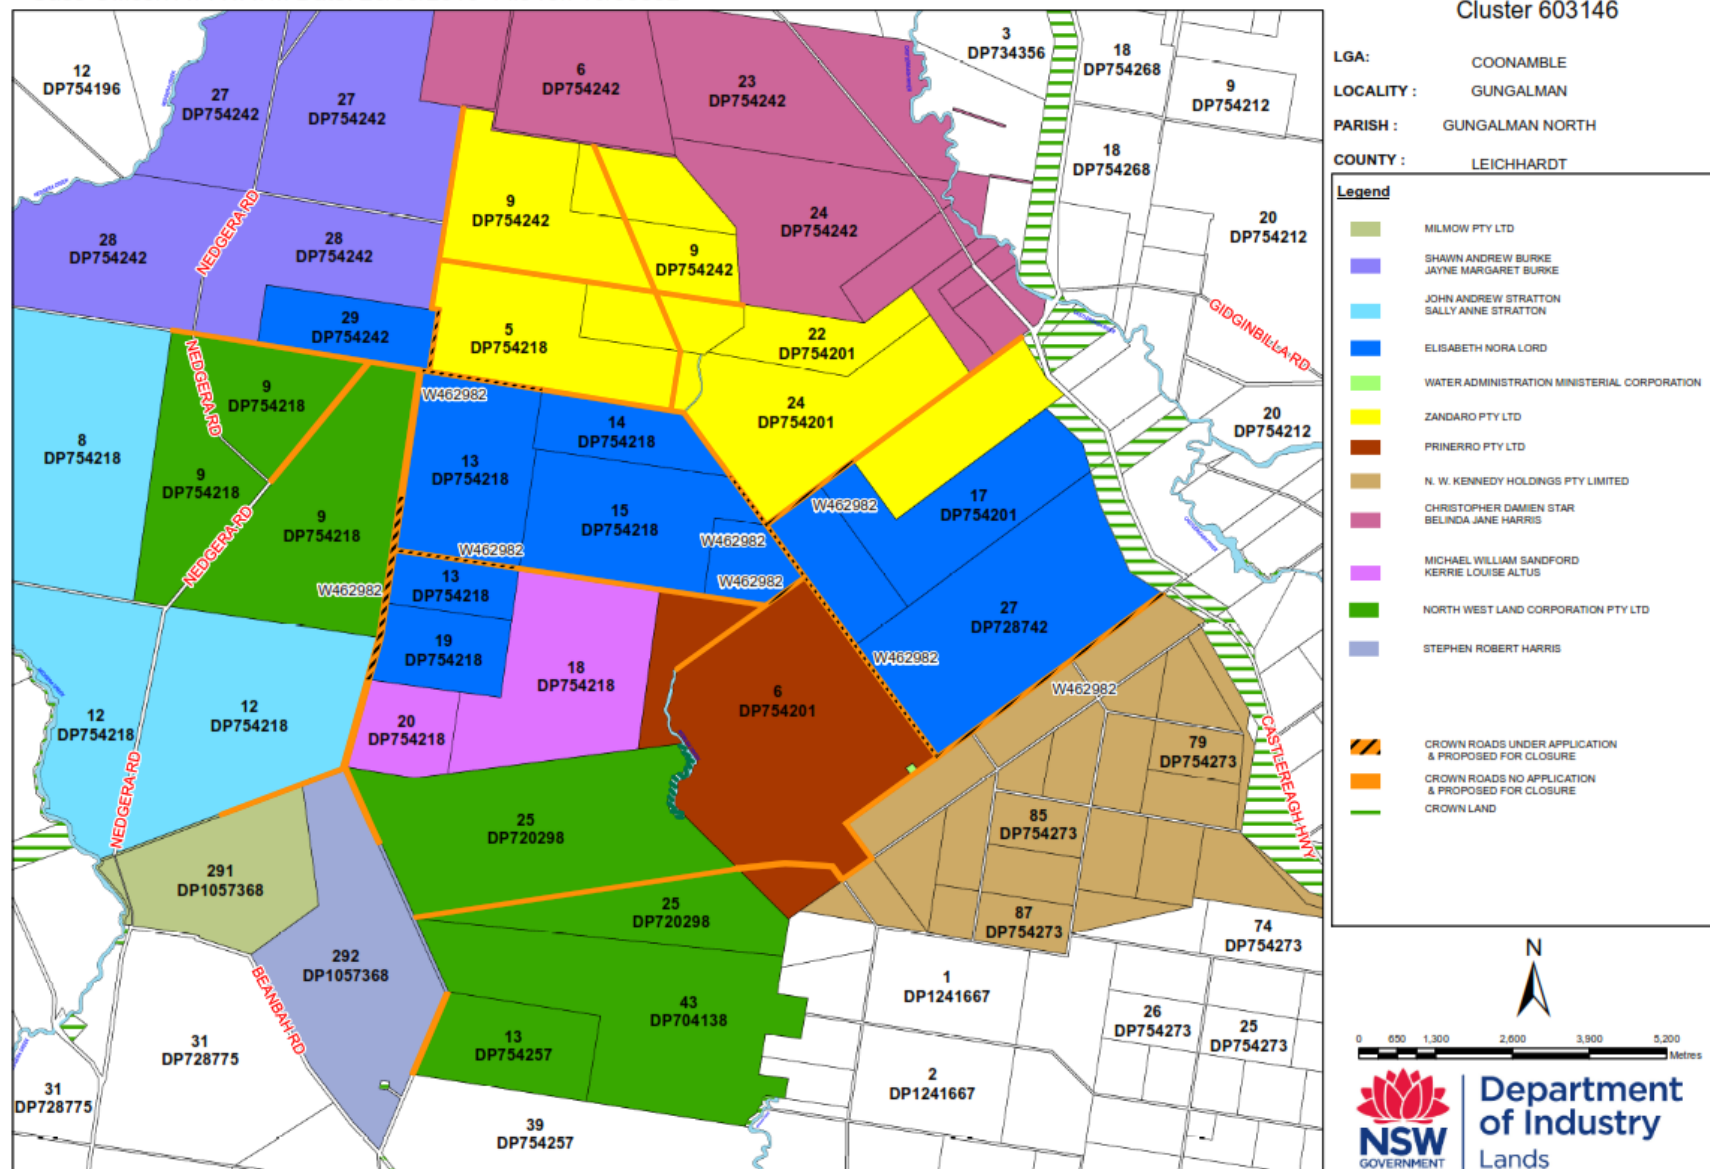 Cluster 603146
LGA: COONAMBLE
LOCALITY : GUNGALMAN
PARISH : GUNGALMAN NORTH
COUNTY : LEICHHARDT
Legend
MILMOW PTY LTD
SHAWN ANDREW BURKE
JAYNE MARGARET BURKE
JOHN ANDREW STRATTON
SALLY ANNE STRATTON
ELISABETH NORA LORD
WATER ADMINISTRATION MINISTERIAL CORPORATION
ZANDARO PTY LTD
PRINERRO PTY LTD
N. W. KENNEDY HOLDINGS PTY LIMITED
CHRISTOPHER DAMIEN STAR
BELINDA JANE HARRIS
MICHAEL WILLIAM SANDFORD
KERRIE LOUISE ALTUS
NORTH WEST LAND CORPORATION PTY LTD
STEPHEN ROBERT HARRIS
CROWN ROADS UNDER APPLICATION
& PROPOSED FOR CLOSURE
CROWN ROADS NO APPLICATION
& PROPOSED FOR CLOSURE
CROWN LAND
N
0 650 1,300 2,600 3,900 5,200
Metres
NSW
GOVERNMENT
Department
of Industry
Lands
12
DP754196
27
DP754242
27
DP754242
6
DP754242
23
DP754242
3
DP734356
18
DP754268
9
DP754212
18
DP754268
20
DP754212
28
DP754242
NEDGERA RD
28
DP754242
9
DP754242
9
DP754242
24
DP754242
29
DP754242
5
DP754218
22
DP754201
GIDGINBILLA RD
NEDGERA RD
9
DP754218
W462982
24
DP754201
20
DP754212
8
DP754218
9
DP754218
13
DP754218
14
DP754218
15
DP754218
W462982
17
DP754201
9
DP754218
NEDGERA RD
W462982
W462982
W462982
W462982
13
DP754218
19
DP754218
27
DP728742
W462982
18
DP754218
W462982
6
DP754201
12
DP754218
12
DP754218
20
DP754218
NEDGERA RD
79
DP754273
CASTLEREAGH HWY
25
DP720298
85
DP754273
291
DP1057368
25
DP720298
87
DP754273
74
DP754273
292
DP1057368
BEANBAH RD
1
DP1241667
43
DP704138
26
DP754273
25
DP754273
31
DP728775
13
DP754257
31
DP728775
2
DP1241667
39
DP754257